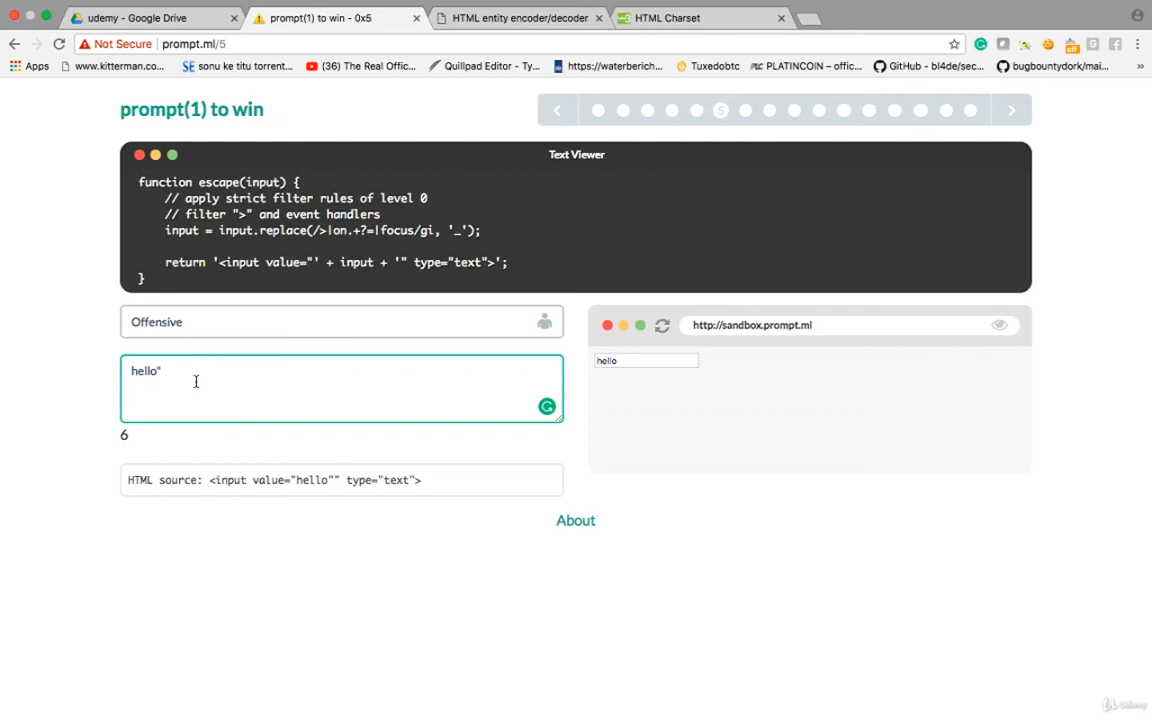 udemy - Google Drive
prompt(1) to win - 0x5
HTML entity encoder/decoder
HTML Charset
Not Secure
prompt.ml/5
Apps
www.kitterman.co...
sonu ke titu torrent...
(36) The Real Offic...
Quillpad Editor - Ty...
https://waterberich...
Tuxedobtc
PLATINCOIN – offic...
GitHub - bl4de/sec...
bugbountydork/mai...
prompt(1) to win
5
Text Viewer
function escape(input) {
// apply strict filter rules of level 0
// filter ">" and event handlers
input = input.replace(/>|on.+?=|focus/gi, '_');
return '<input value="' + input + '" type="text">';
}
Offensive
http://sandbox.prompt.ml
hello"
hello
6
HTML source: <input value="hello"" type="text">
About
Udemy